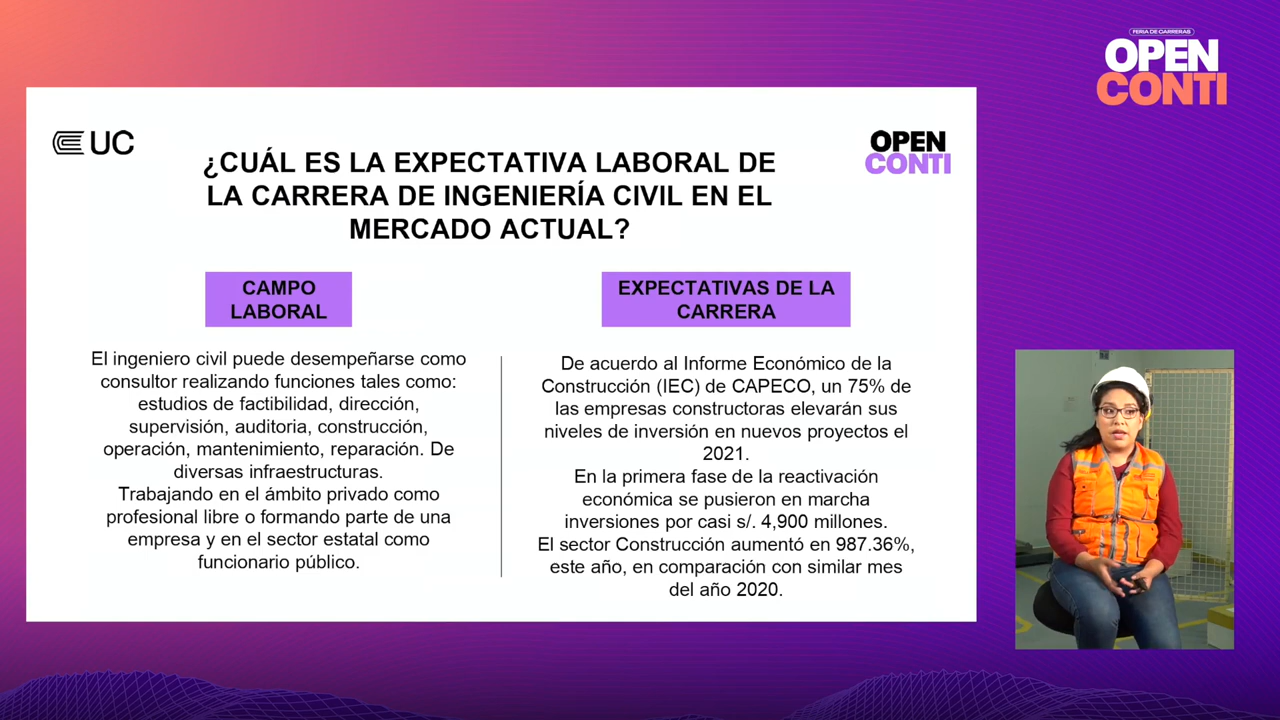 FERIA DE CARRERAS
OPEN
CONTI
UC
OPEN
CONTI
¿CUÁL ES LA EXPECTATIVA LABORAL DE
LA CARRERA DE INGENIERÍA CIVIL EN EL
MERCADO ACTUAL?
CAMPO
LABORAL
El ingeniero civil puede desempeñarse como
consultor realizando funciones tales como:
estudios de factibilidad, dirección,
supervisión, auditoria, construcción,
operación, mantenimiento, reparación. De
diversas infraestructuras.
Trabajando en el ámbito privado como
profesional libre o formando parte de una
empresa y en el sector estatal como
funcionario público.
EXPECTATIVAS DE LA
CARRERA
De acuerdo al Informe Económico de la
Construcción (IEC) de CAPECO, un 75% de
las empresas constructoras elevarán sus
niveles de inversión en nuevos proyectos el
2021.
En la primera fase de la reactivación
económica se pusieron en marcha
inversiones por casi s/. 4,900 millones.
El sector Construcción aumentó en 987.36%,
este año, en comparación con similar mes
del año 2020.